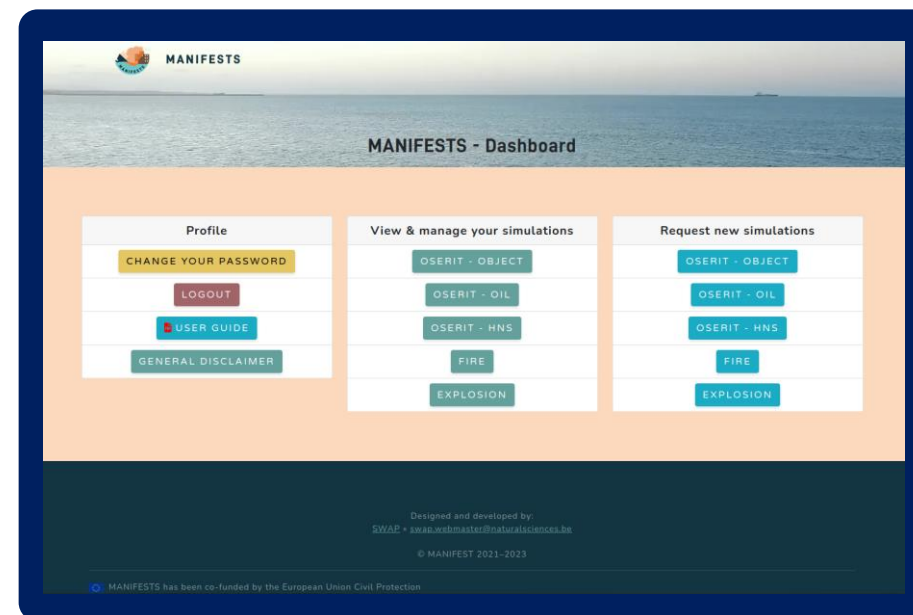 MANIFESTS
MANIFESTS - Dashboard
Profile
CHANGE YOUR PASSWORD
LOGOUT
USER GUIDE
GENERAL DISCLAIMER
View & manage your simulations
OSERIT - OBJECT
OSERIT - OIL
OSERIT - HNS
FIRE
EXPLOSION
Request new simulations
OSERIT - OBJECT
OSERIT - OIL
OSERIT - HNS
FIRE
EXPLOSION
Designed and developed by:
SWAP • swap.webmaster@naturalsciences.be
© MANIFEST 2021-2023
MANIFESTS has been co-funded by the European Union Civil Protection